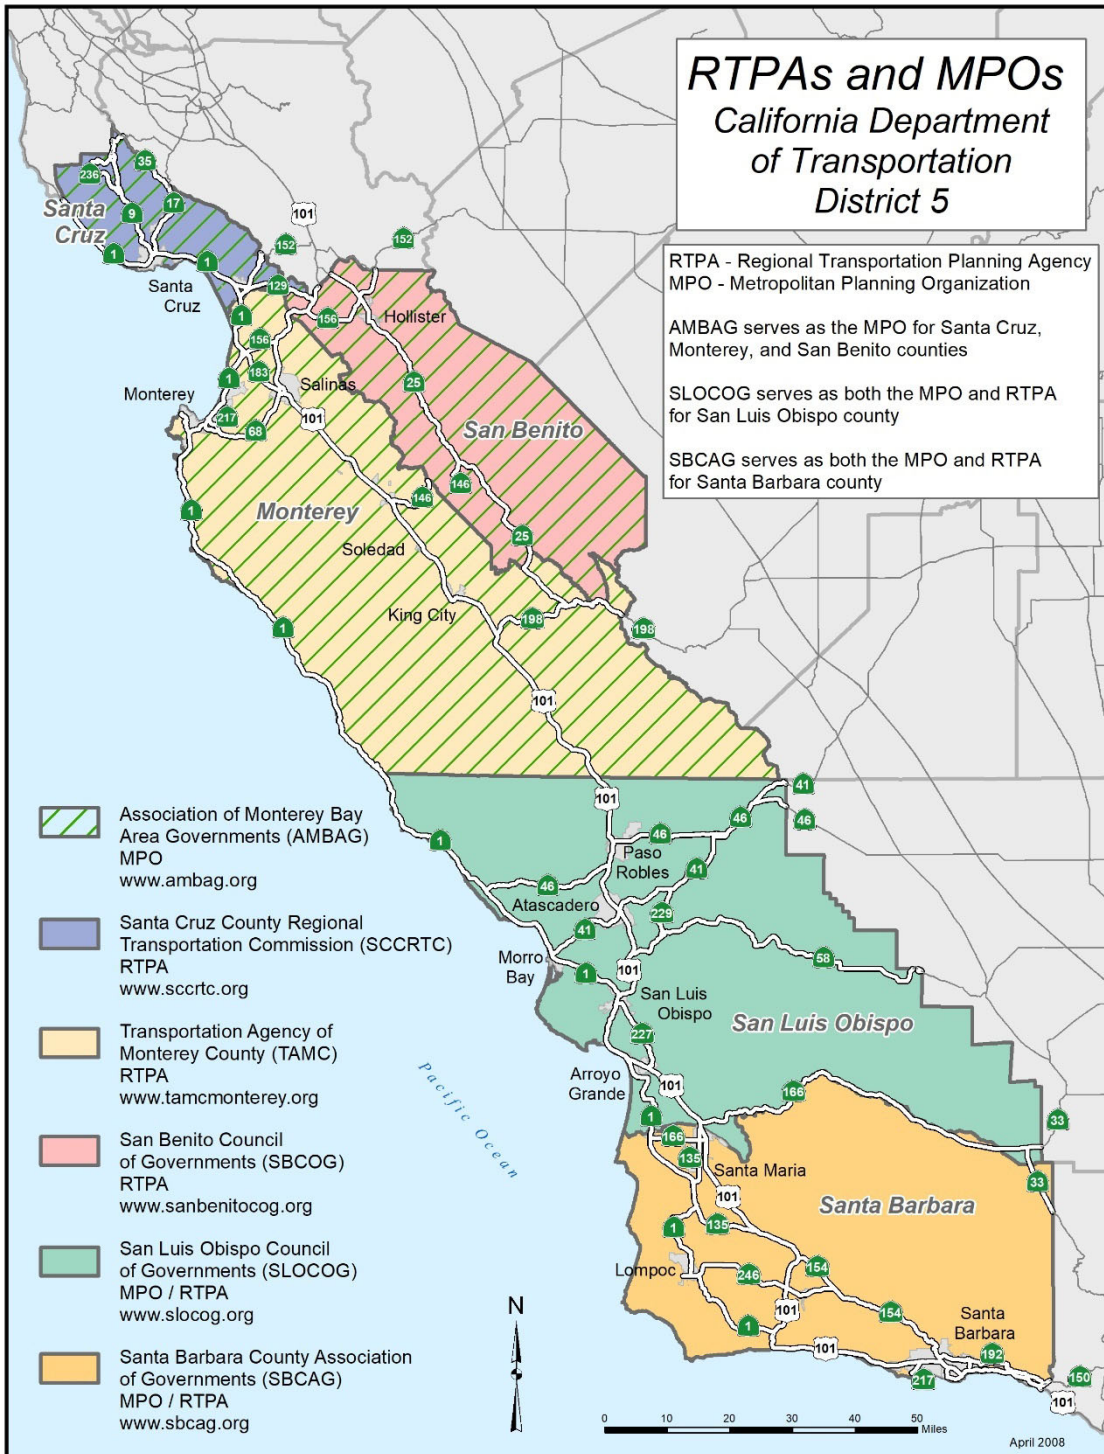 RTPAs and MPOs
California Department
of Transportation
District 5
RTPA - Regional Transportation Planning Agency
MPO - Metropolitan Planning Organization
AMBAG serves as the MPO for Santa Cruz,
Monterey, and San Benito counties
SLOCOG serves as both the MPO and RTPA
for San Luis Obispo county
SBCAG serves as both the MPO and RTPA
for Santa Barbara county
35
236
Santa
Cruz
9
17
101
152
152
1
1
Santa
Cruz
129
1
156
Hollister
156
183
1
Salinas
25
Monterey
217
68
101
San Benito
146
146
Monterey
1
25
Soledad
King City
198
198
1
101
101
41
46
46
46
1
Paso
Robles
41
46
Atascadero
229
41
Morro
Bay
101
58
1
San Luis
Obispo
San Luis Obispo
227
Arroyo
Grande
101
166
1
33
166
135
Santa Maria
101
33
Santa Barbara
1
135
Lompoc
246
154
101
154
1
Santa
Barbara
101
192
217
150
101
Pacific Ocean
Association of Monterey Bay
Area Governments (AMBAG)
MPO
www.ambag.org
Santa Cruz County Regional
Transportation Commission (SCCRTC)
RTPA
www.sccrtc.org
Transportation Agency of
Monterey County (TAMC)
RTPA
www.tamcmonterey.org
San Benito Council
of Governments (SBCOG)
RTPA
www.sanbenitocog.org
San Luis Obispo Council
of Governments (SLOCOG)
MPO / RTPA
www.slocog.org
Santa Barbara County Association
of Governments (SBCAG)
MPO / RTPA
www.sbcag.org
N
0 10 20 30 40 50
Miles
April 2008